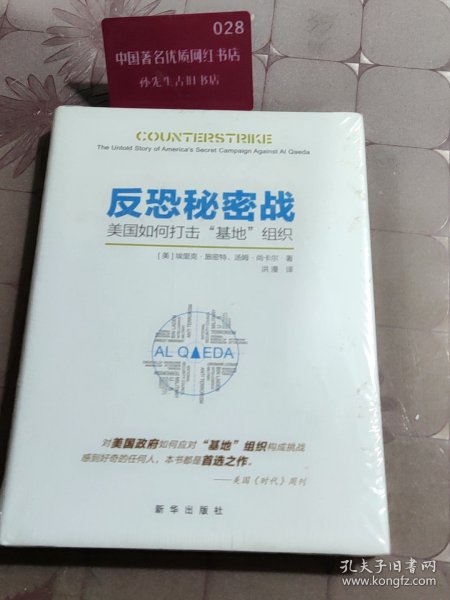 028
中国著名优质网红书店
孙先生占旧书店
COUNTERSTRIKE
The Untold Story of America's Secret Campaign Against Al Qaeda
反恐秘密战
美国如何打击“基地”组织
[美]埃里克·施密特、汤姆·尚卡尔 著
洪漫 译
AL QAEDA
对美国政府如何应对“基地”组织构成挑战
感到好奇的任何人,本书都是首选之作。
——美国《时代》周刊
新华出版社
孔夫子旧书网
www.kongfz.com